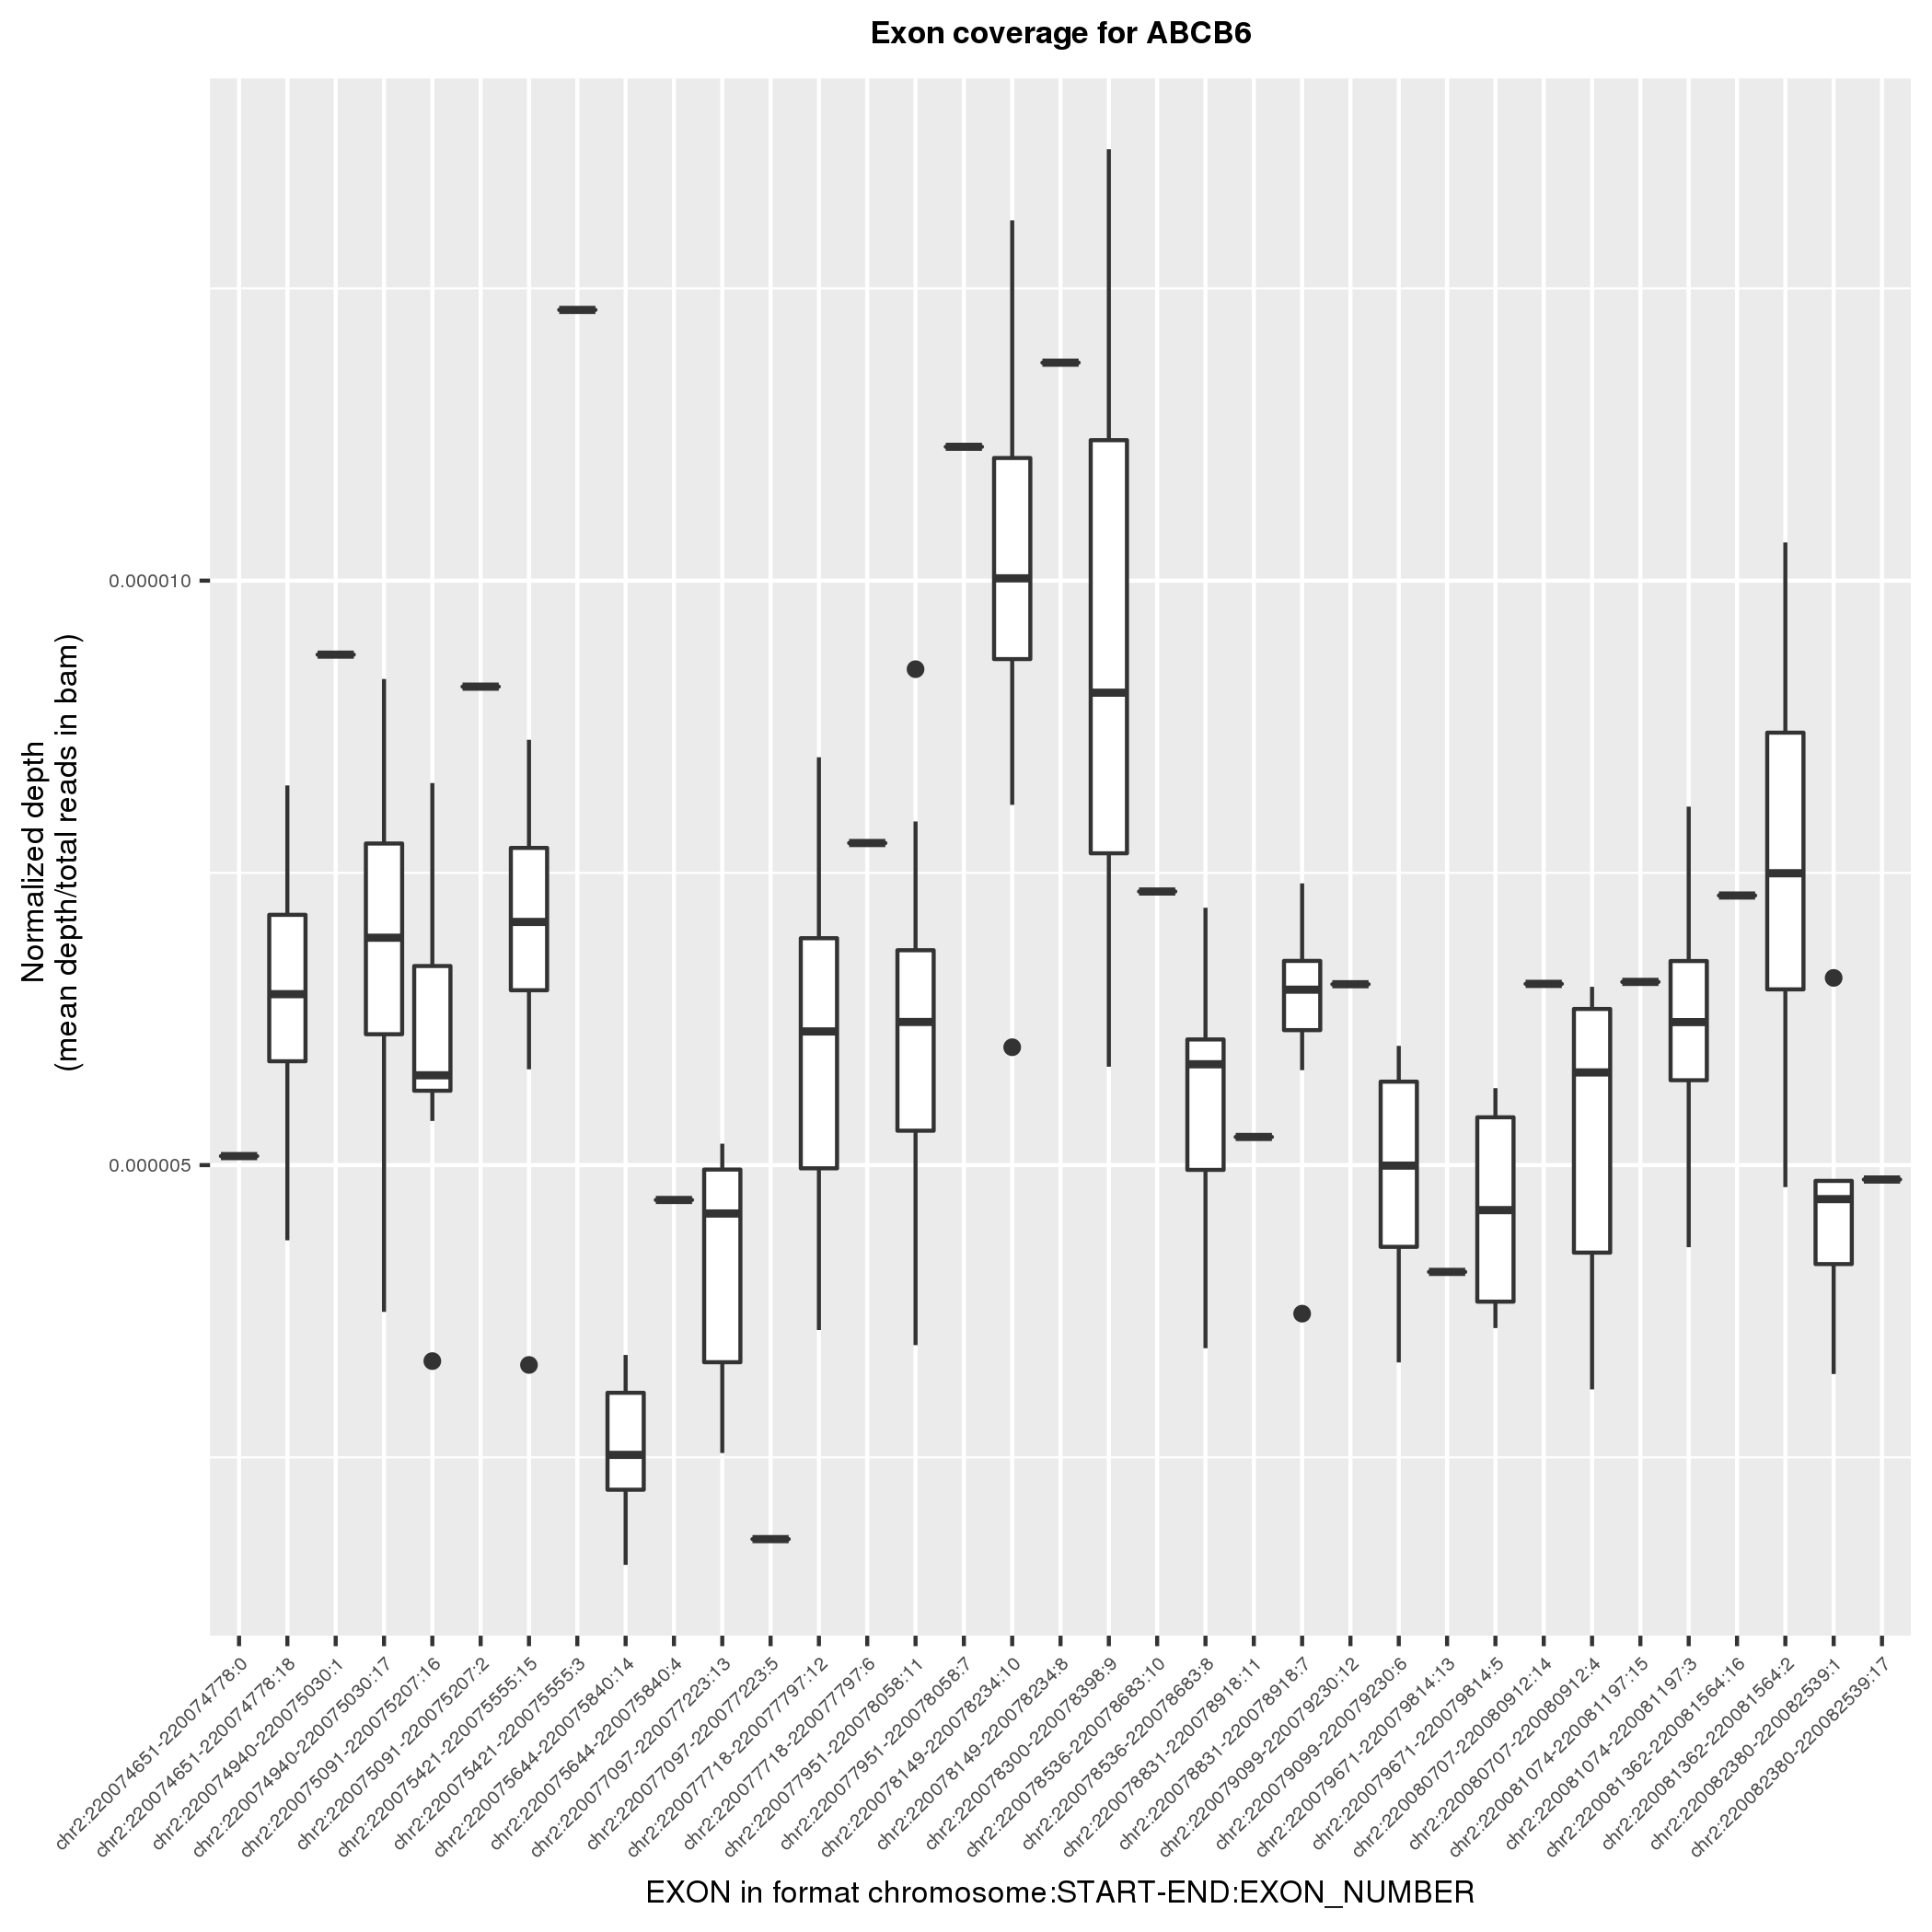 Exon coverage for ABCB6
Normalized depth
(mean depth/total reads in bam)
0.000010
0.000005
chr2:220074651-220074778:0
chr2:220074651-220074778:18
chr2:220074940-220075030:1
chr2:220074940-220075030:17
chr2:220075091-220075207:16
chr2:220075091-220075207:2
chr2:220075421-220075555:15
chr2:220075421-220075555:3
chr2:220075644-220075840:14
chr2:220075644-220075840:4
chr2:220077097-220077223:13
chr2:220077097-220077223:5
chr2:220077718-220077797:12
chr2:220077718-220077797:6
chr2:220077951-220078058:11
chr2:220077951-220078058:7
chr2:220078149-220078234:10
chr2:220078149-220078234:8
chr2:220078300-220078398:9
chr2:220078536-220078683:10
chr2:220078536-220078683:8
chr2:220078831-220078918:11
chr2:220078831-220078918:7
chr2:220079099-220079230:12
chr2:220079099-220079230:6
chr2:220079671-220079814:13
chr2:220079671-220079814:5
chr2:220080707-220080912:14
chr2:220080707-220080912:4
chr2:220081074-220081197:15
chr2:220081074-220081197:3
chr2:220081362-220081564:16
chr2:220081362-220081564:2
chr2:220082380-220082539:1
chr2:220082380-220082539:17
EXON in format chromosome:START-END:EXON_NUMBER